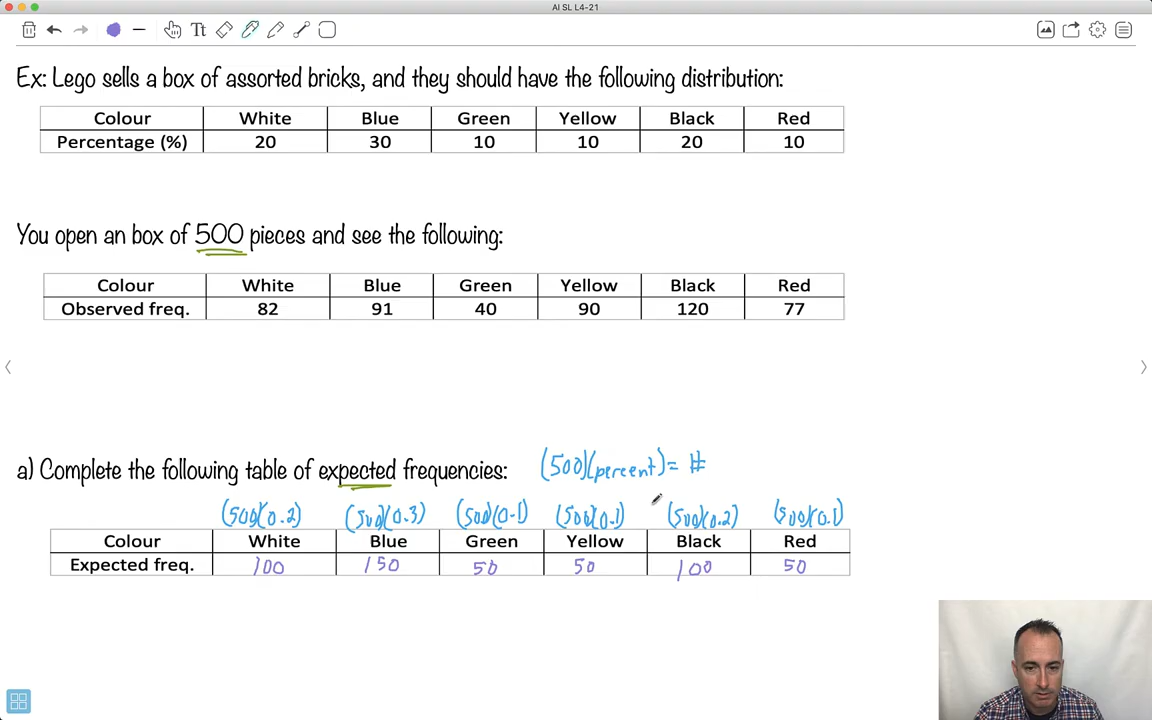 AI SL L4-21
Tt
Ex: Lego sells a box of assorted bricks, and they should have the following distribution:
Colour White Blue Green Yellow Black Red
Percentage (%) 20 30 10 10 20 10
You open an box of 500 pieces and see the following:
Colour White Blue Green Yellow Black Red
Observed freq. 82 91 40 90 120 77
a) Complete the following table of expected frequencies: (500)(percent)= #
(500)(0.2) (500)(0.3) (500)(0.1) (500)(0.1) (500)(0.2) (500)(0.1)
Colour White Blue Green Yellow Black Red
Expected freq. 100 150 50 50 100 50